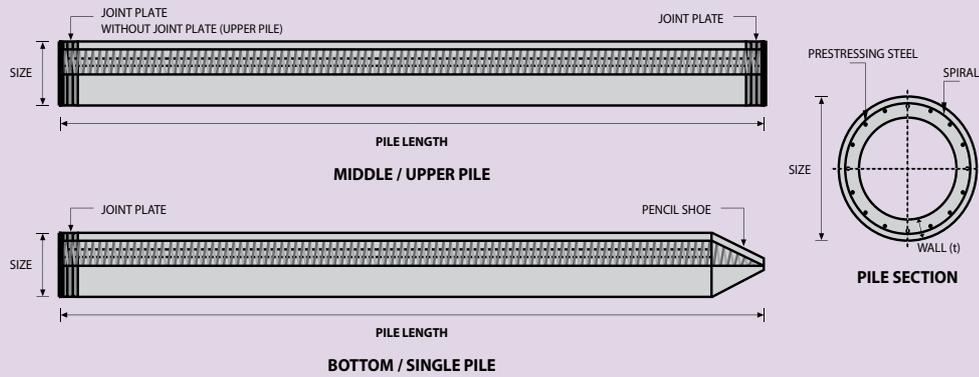 JOINT PLATE
WITHOUT JOINT PLATE (UPPER PILE)
JOINT PLATE
SIZE
PILE LENGTH
MIDDLE / UPPER PILE
JOINT PLATE
PENCIL SHOE
SIZE
PILE LENGTH
BOTTOM / SINGLE PILE
PRESTRESSING STEEL
SPIRAL
SIZE
WALL (t)
PILE SECTION